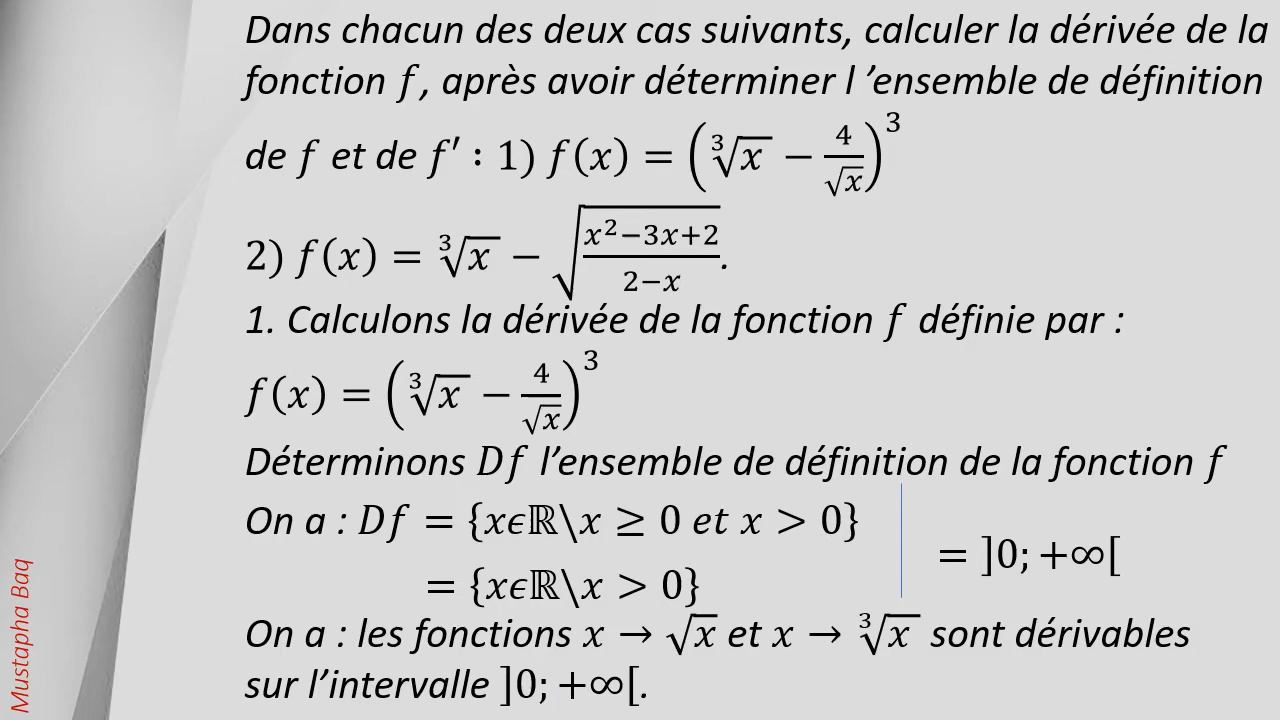 Dans chacun des deux cas suivants, calculer la dérivée de la
fonction f, après avoir déterminer l ’ensemble de définition
de f et de f′ : 1) f(x) = (∛x − 4/√x)³
2) f(x) = ∛x − √((x²−3x+2)/(2−x)).
1. Calculons la dérivée de la fonction f définie par :
f(x) = (∛x − 4/√x)³
Déterminons Df l’ensemble de définition de la fonction f
On a : Df = {xϵℝ\x ≥ 0 et x > 0}
= {xϵℝ\x > 0}
= ]0; +∞[
On a : les fonctions x → √x et x → ∛x sont dérivables
sur l’intervalle ]0; +∞[.
Mustapha Baq